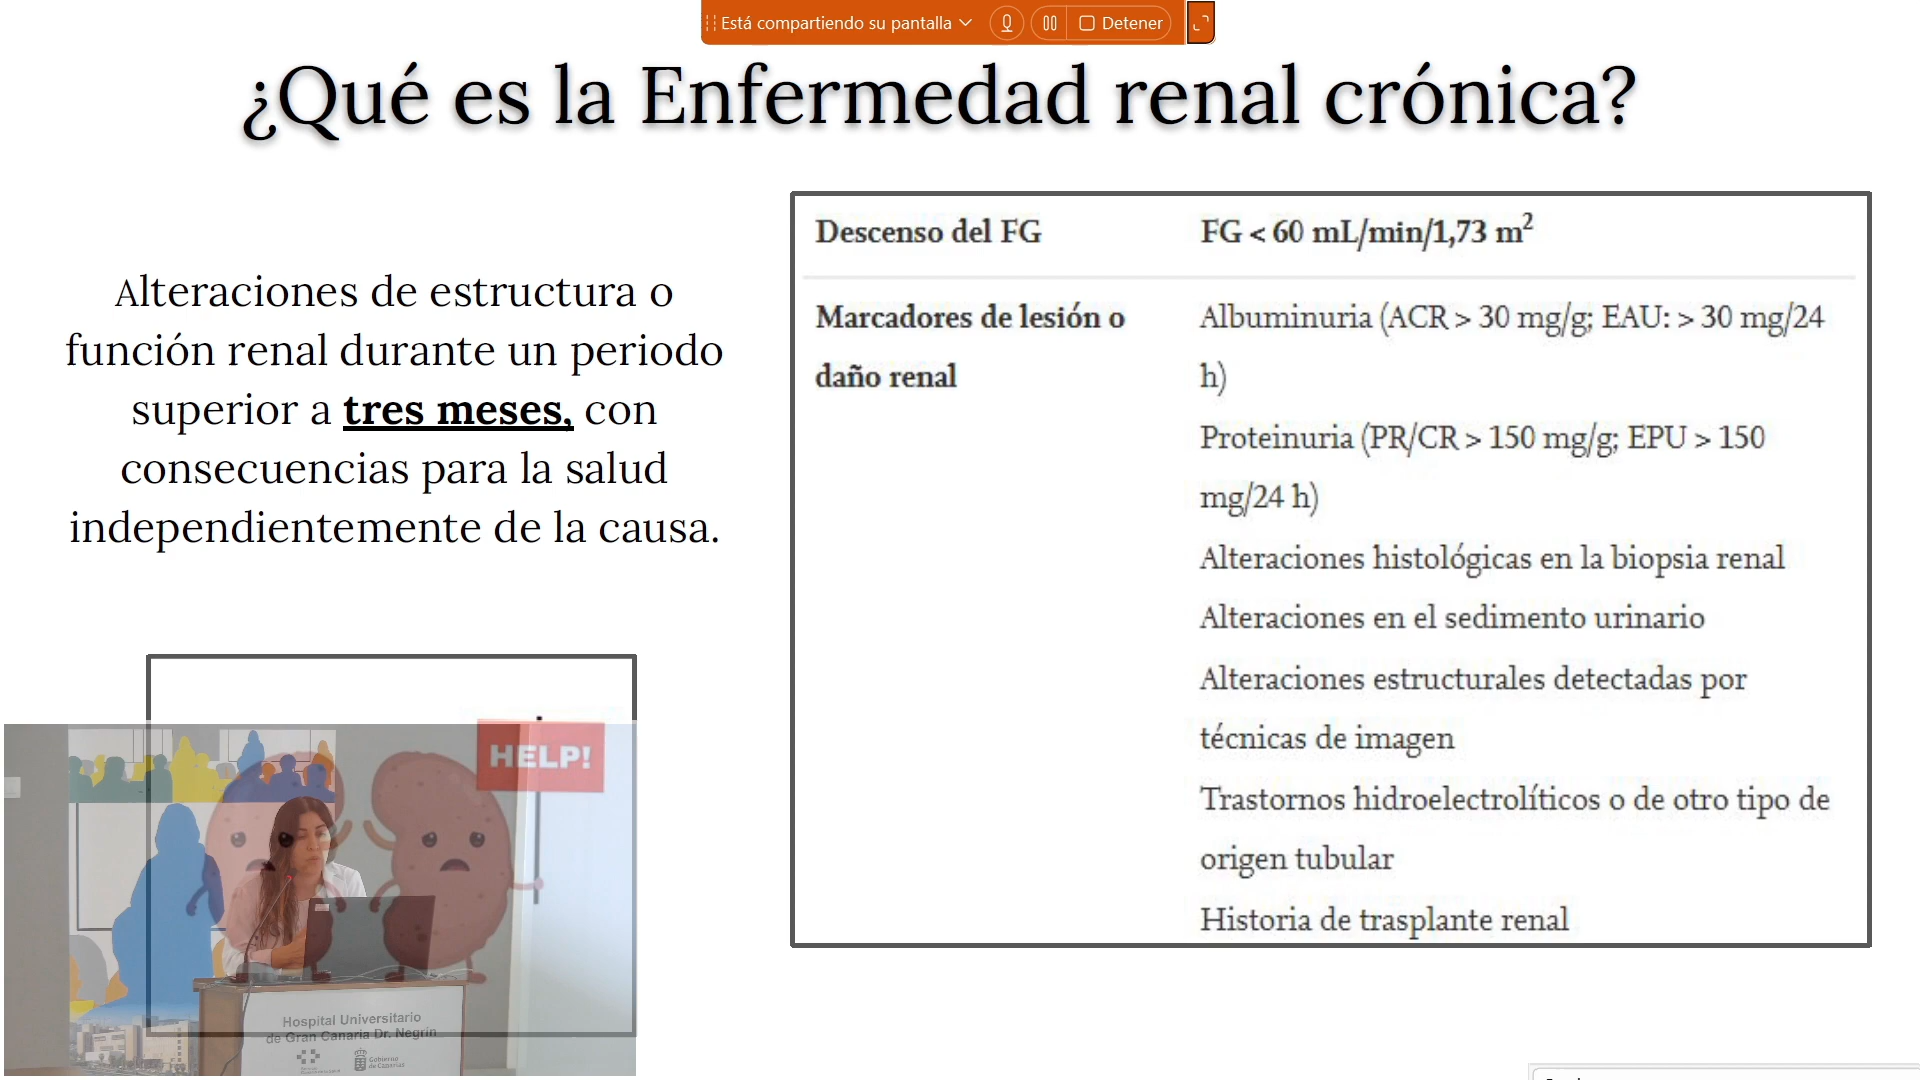 Está compartiendo su pantalla
Detener
¿Qué es la Enfermedad renal crónica?
Alteraciones de estructura o
función renal durante un periodo
superior a tres meses, con
consecuencias para la salud
independientemente de la causa.
Descenso del FG
FG < 60 mL/min/1,73 m²
Marcadores de lesión o
daño renal
Albuminuria (ACR > 30 mg/g; EAU: > 30 mg/24
h)
Proteinuria (PR/CR > 150 mg/g; EPU > 150
mg/24 h)
Alteraciones histológicas en la biopsia renal
Alteraciones en el sedimento urinario
Alteraciones estructurales detectadas por
técnicas de imagen
Trastornos hidroelectrolíticos o de otro tipo de
origen tubular
Historia de trasplante renal
HELP!
Hospital Universitario
de Gran Canaria Dr. Negrín
Gobierno
de Canarias